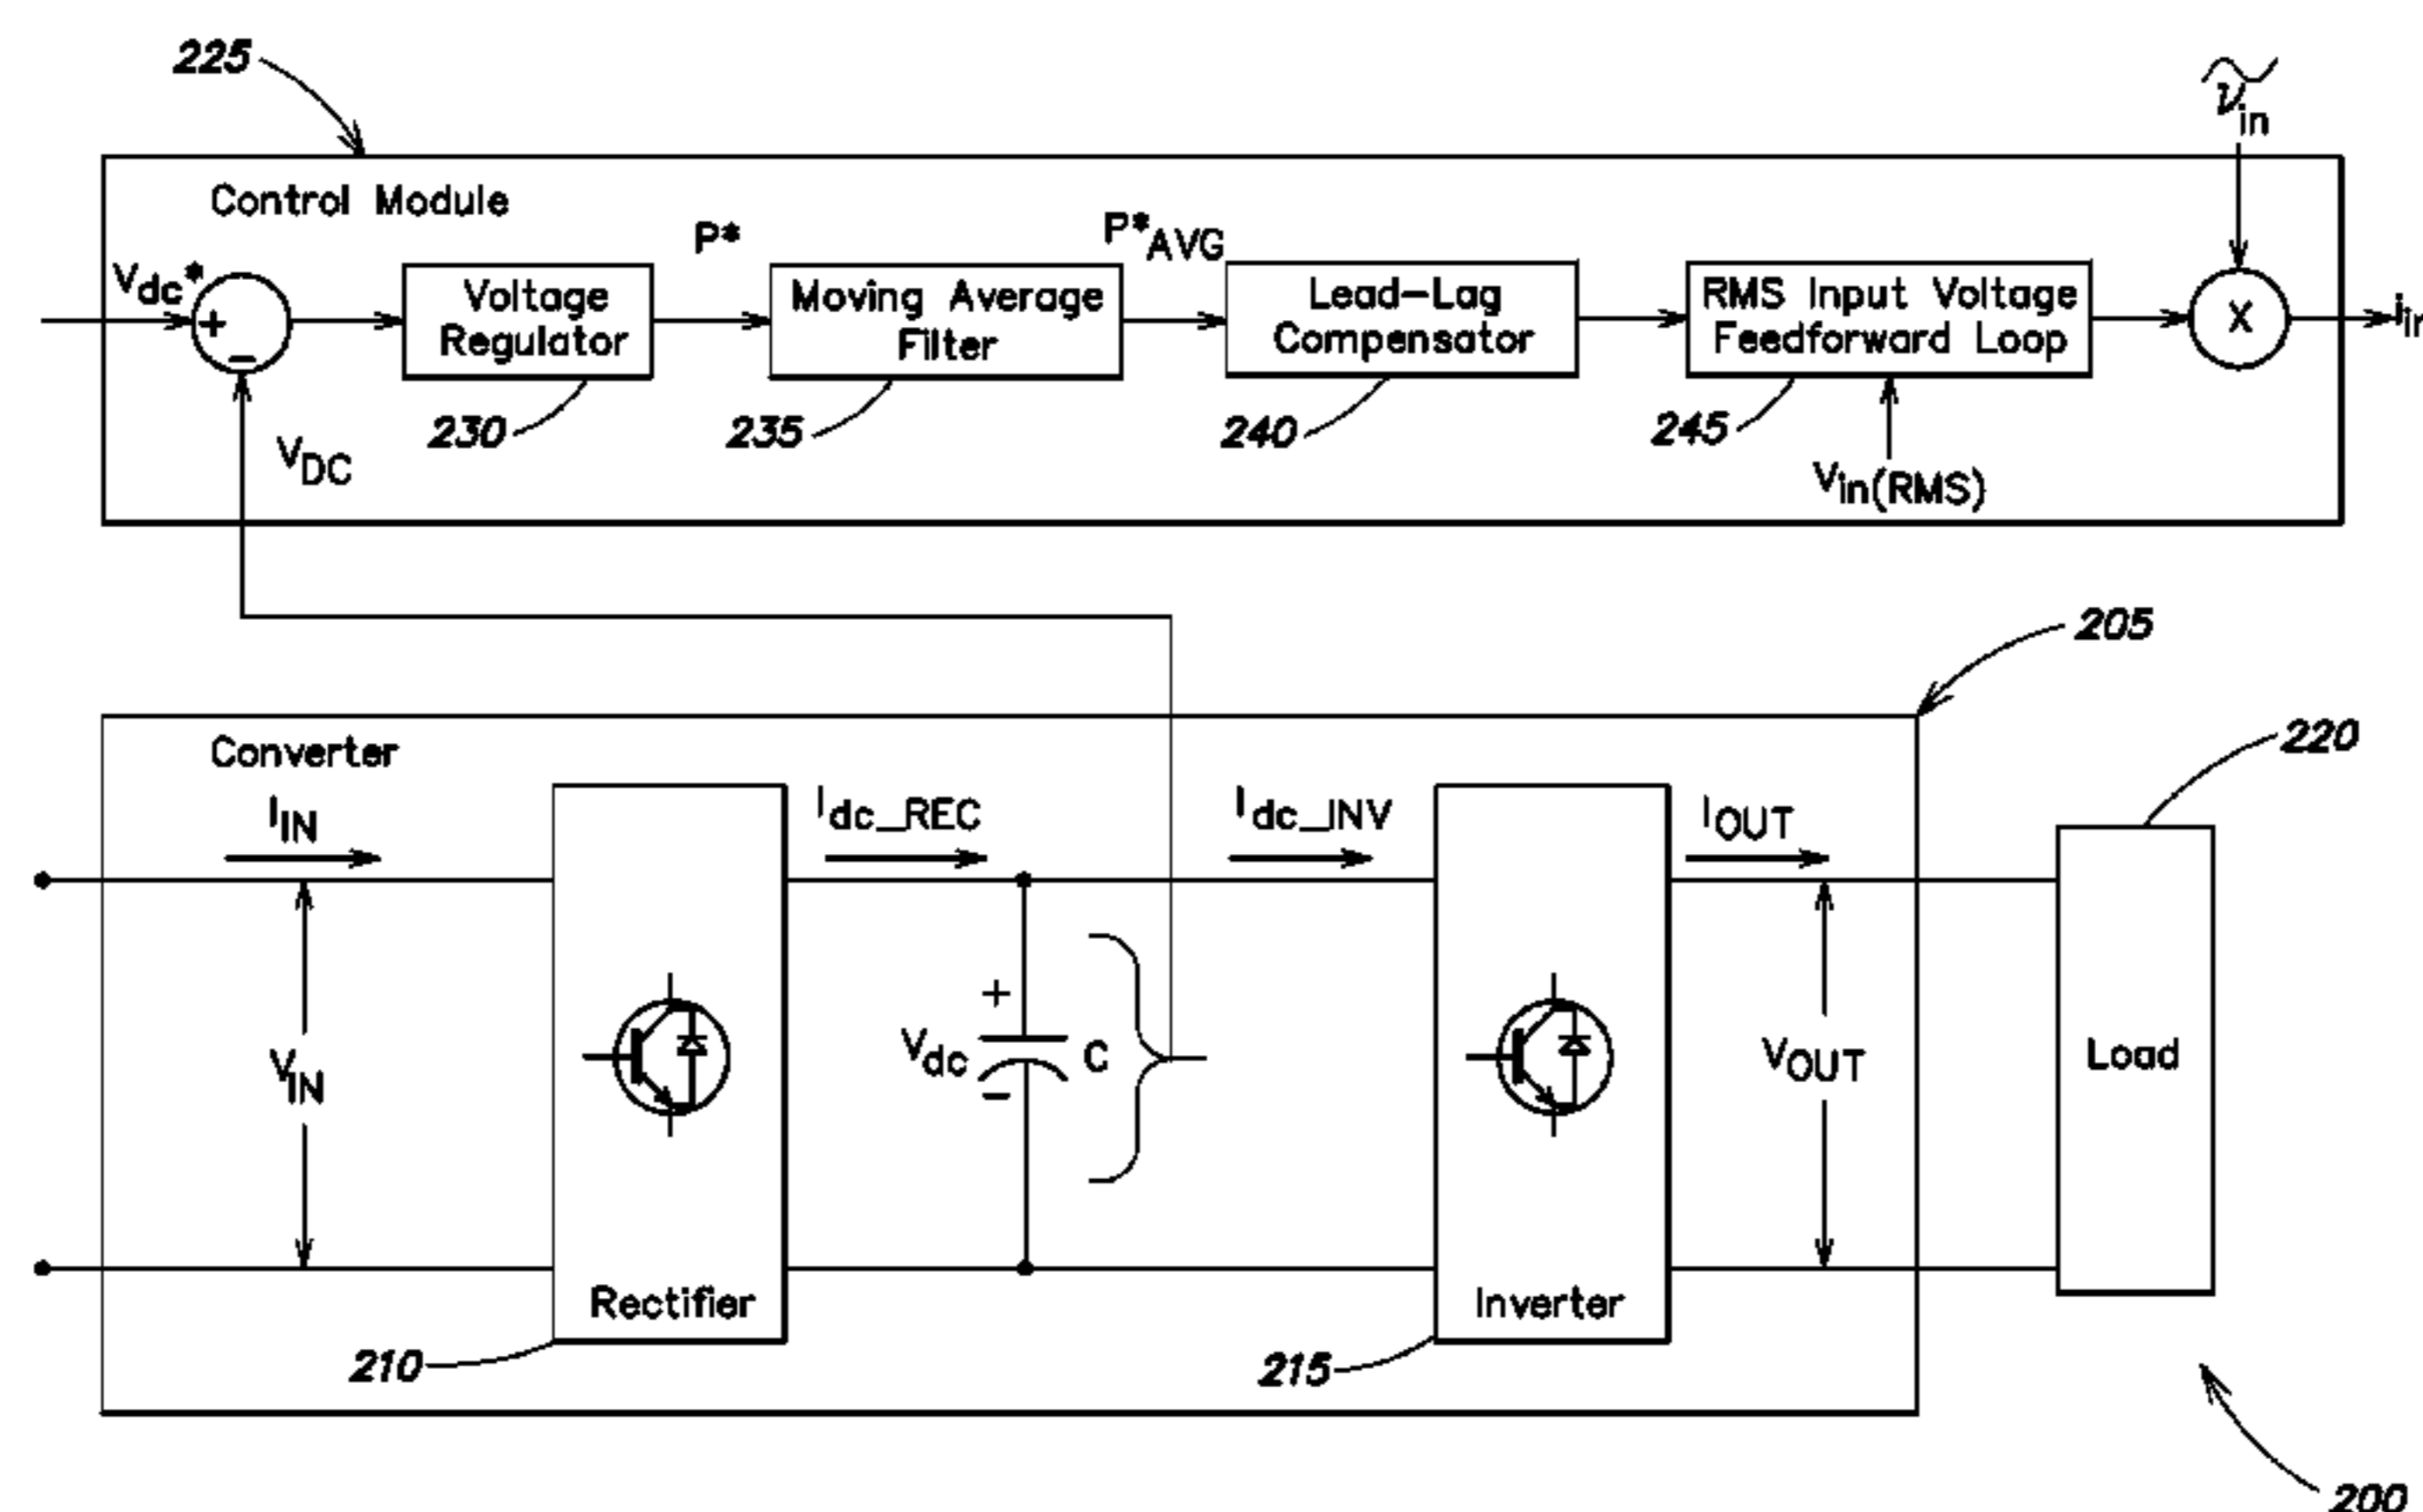 225
ṽin
Control Module
Vdc*
+
−
P*
P*AVG
Voltage
Regulator
Moving Average
Filter
Lead-Lag
Compensator
RMS Input Voltage
Feedforward Loop
X
230
235
240
245
VDC
Vin(RMS)
205
220
Converter
IIN
Idc_REC
Idc_INV
IOUT
+
VIN
Vdc
C
−
VOUT
Load
Rectifier
Inverter
210
215
200